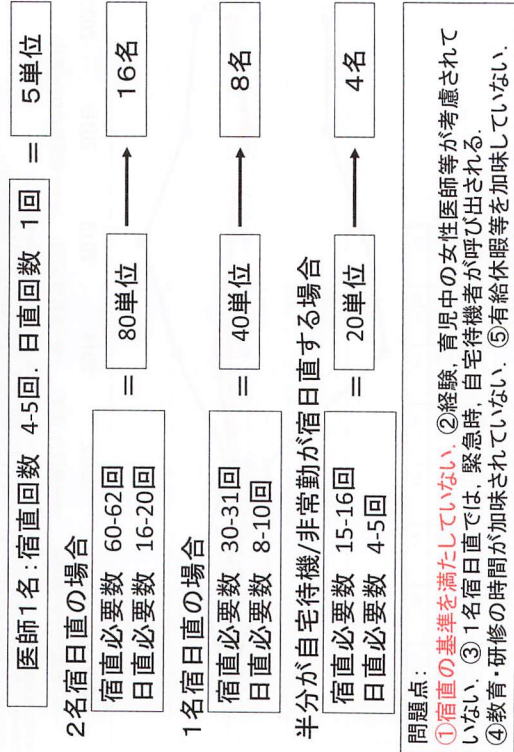 医師1名:宿直回数 4-5回．日直回数 1回 = 5単位
2名宿日直の場合
宿直必要数 60-62回
日直必要数 16-20回
= 80単位 → 16名
1名宿日直の場合
宿直必要数 30-31回
日直必要数 8-10回
= 40単位 → 8名
半分が自宅待機/非常勤が宿日直する場合
宿直必要数 15-16回
日直必要数 4-5回
= 20単位 → 4名
問題点:
①宿直の基準を満たしていない．②経験，育児中の女性医師等が考慮されて
いない．③1名宿日直では，緊急時，自宅待機者が呼び出される．
④教育・研修の時間が加味されていない．⑤有給休暇等を加味していない．